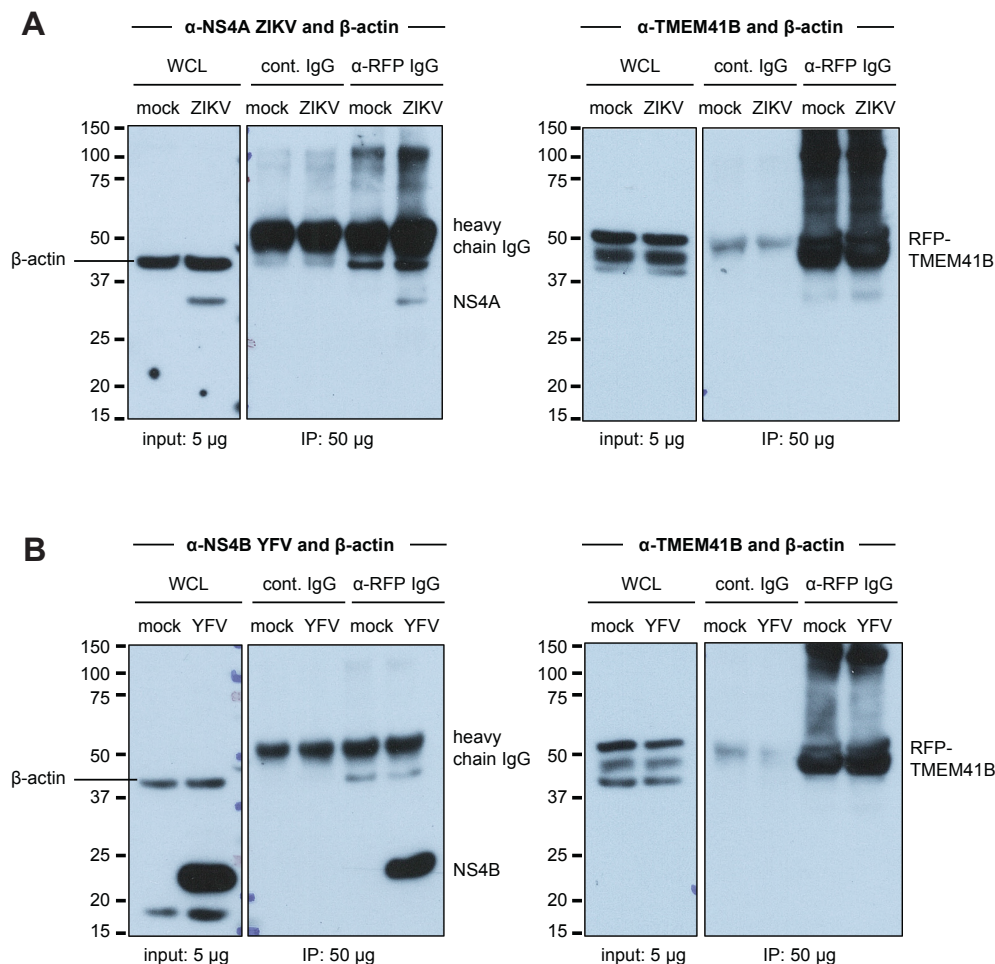 A
α-NS4A ZIKV and β-actin
WCL cont. IgG α-RFP IgG
mock ZIKV mock ZIKV mock ZIKV
150
100
75
50
37
25
20
15
β-actin
heavy
chain IgG
NS4A
input: 5 µg IP: 50 µg
α-TMEM41B
WCL cont. IgG α-RFP IgG
mock ZIKV mock ZIKV mock ZIKV
150
100
75
50
37
25
20
15
RFP-
TMEM41B
input: 5 µg IP: 50 µg
B
α-NS4B YFV and β-actin
WCL cont. IgG α-RFP IgG
mock YFV mock YFV mock YFV
150
100
75
50
37
25
20
15
β-actin
heavy
chain IgG
NS4B
input: 5 µg IP: 50 µg
α-TMEM41B and β-actin
WCL cont. IgG α-RFP IgG
mock YFV mock YFV mock YFV
150
100
75
50
37
25
20
15
RFP-
TMEM41B
input: 5 µg IP: 50 µg